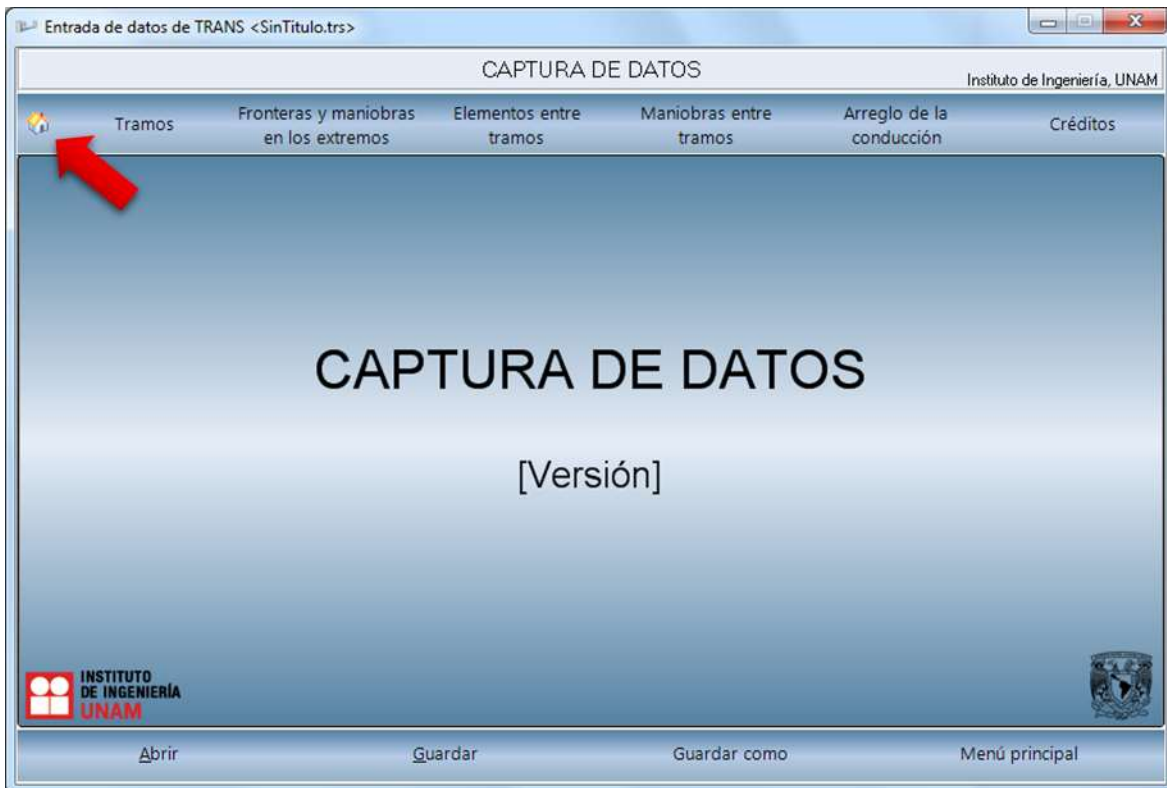 Entrada de datos de TRANS <SinTitulo.trs>
CAPTURA DE DATOS
Instituto de Ingeniería, UNAM
Tramos
Fronteras y maniobras
en los extremos
Elementos entre
tramos
Maniobras entre
tramos
Arreglo de la
conducción
Créditos
CAPTURA DE DATOS
[Versión]
INSTITUTO
DE INGENIERÍA
UNAM
Abrir
Guardar
Guardar como
Menú principal